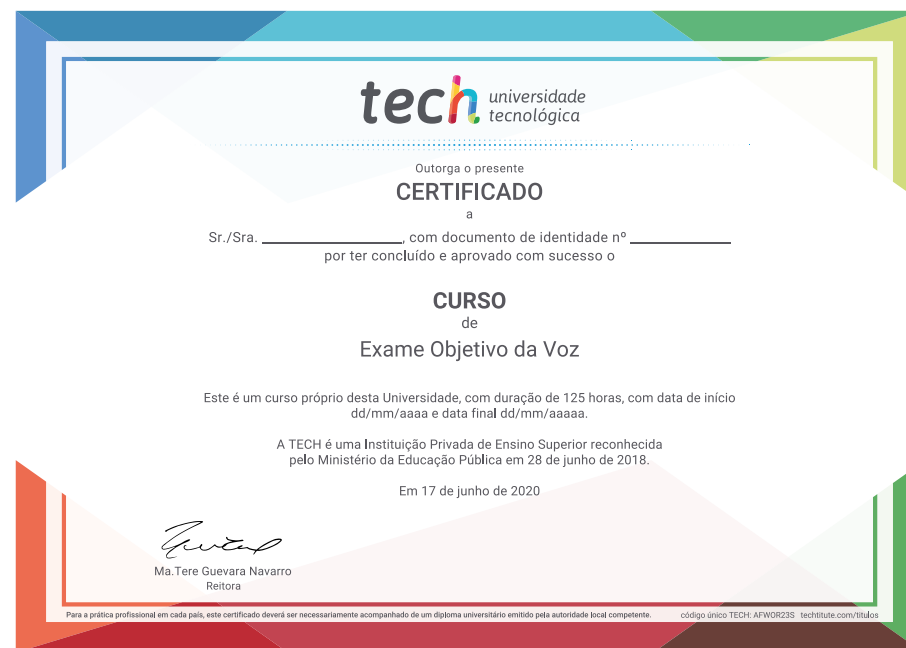 tech universidade
tecnológica
Outorga o presente
CERTIFICADO
a
Sr./Sra. ____________, com documento de identidade nº ____________
por ter concluído e aprovado com sucesso o
CURSO
de
Exame Objetivo da Voz
Este é um curso próprio desta Universidade, com duração de 125 horas, com data de início
dd/mm/aaaa e data final dd/mm/aaaaa.
A TECH é uma Instituição Privada de Ensino Superior reconhecida
pelo Ministério da Educação Pública em 28 de junho de 2018.
Em 17 de junho de 2020
Ma.Tere Guevara Navarro
Reitora
Para a prática profissional em cada país, este certificado deverá ser necessariamente acompanhado de um diploma universitário emitido pela autoridade local competente. código único TECH: AFWOR23S techtitute.com/titulos